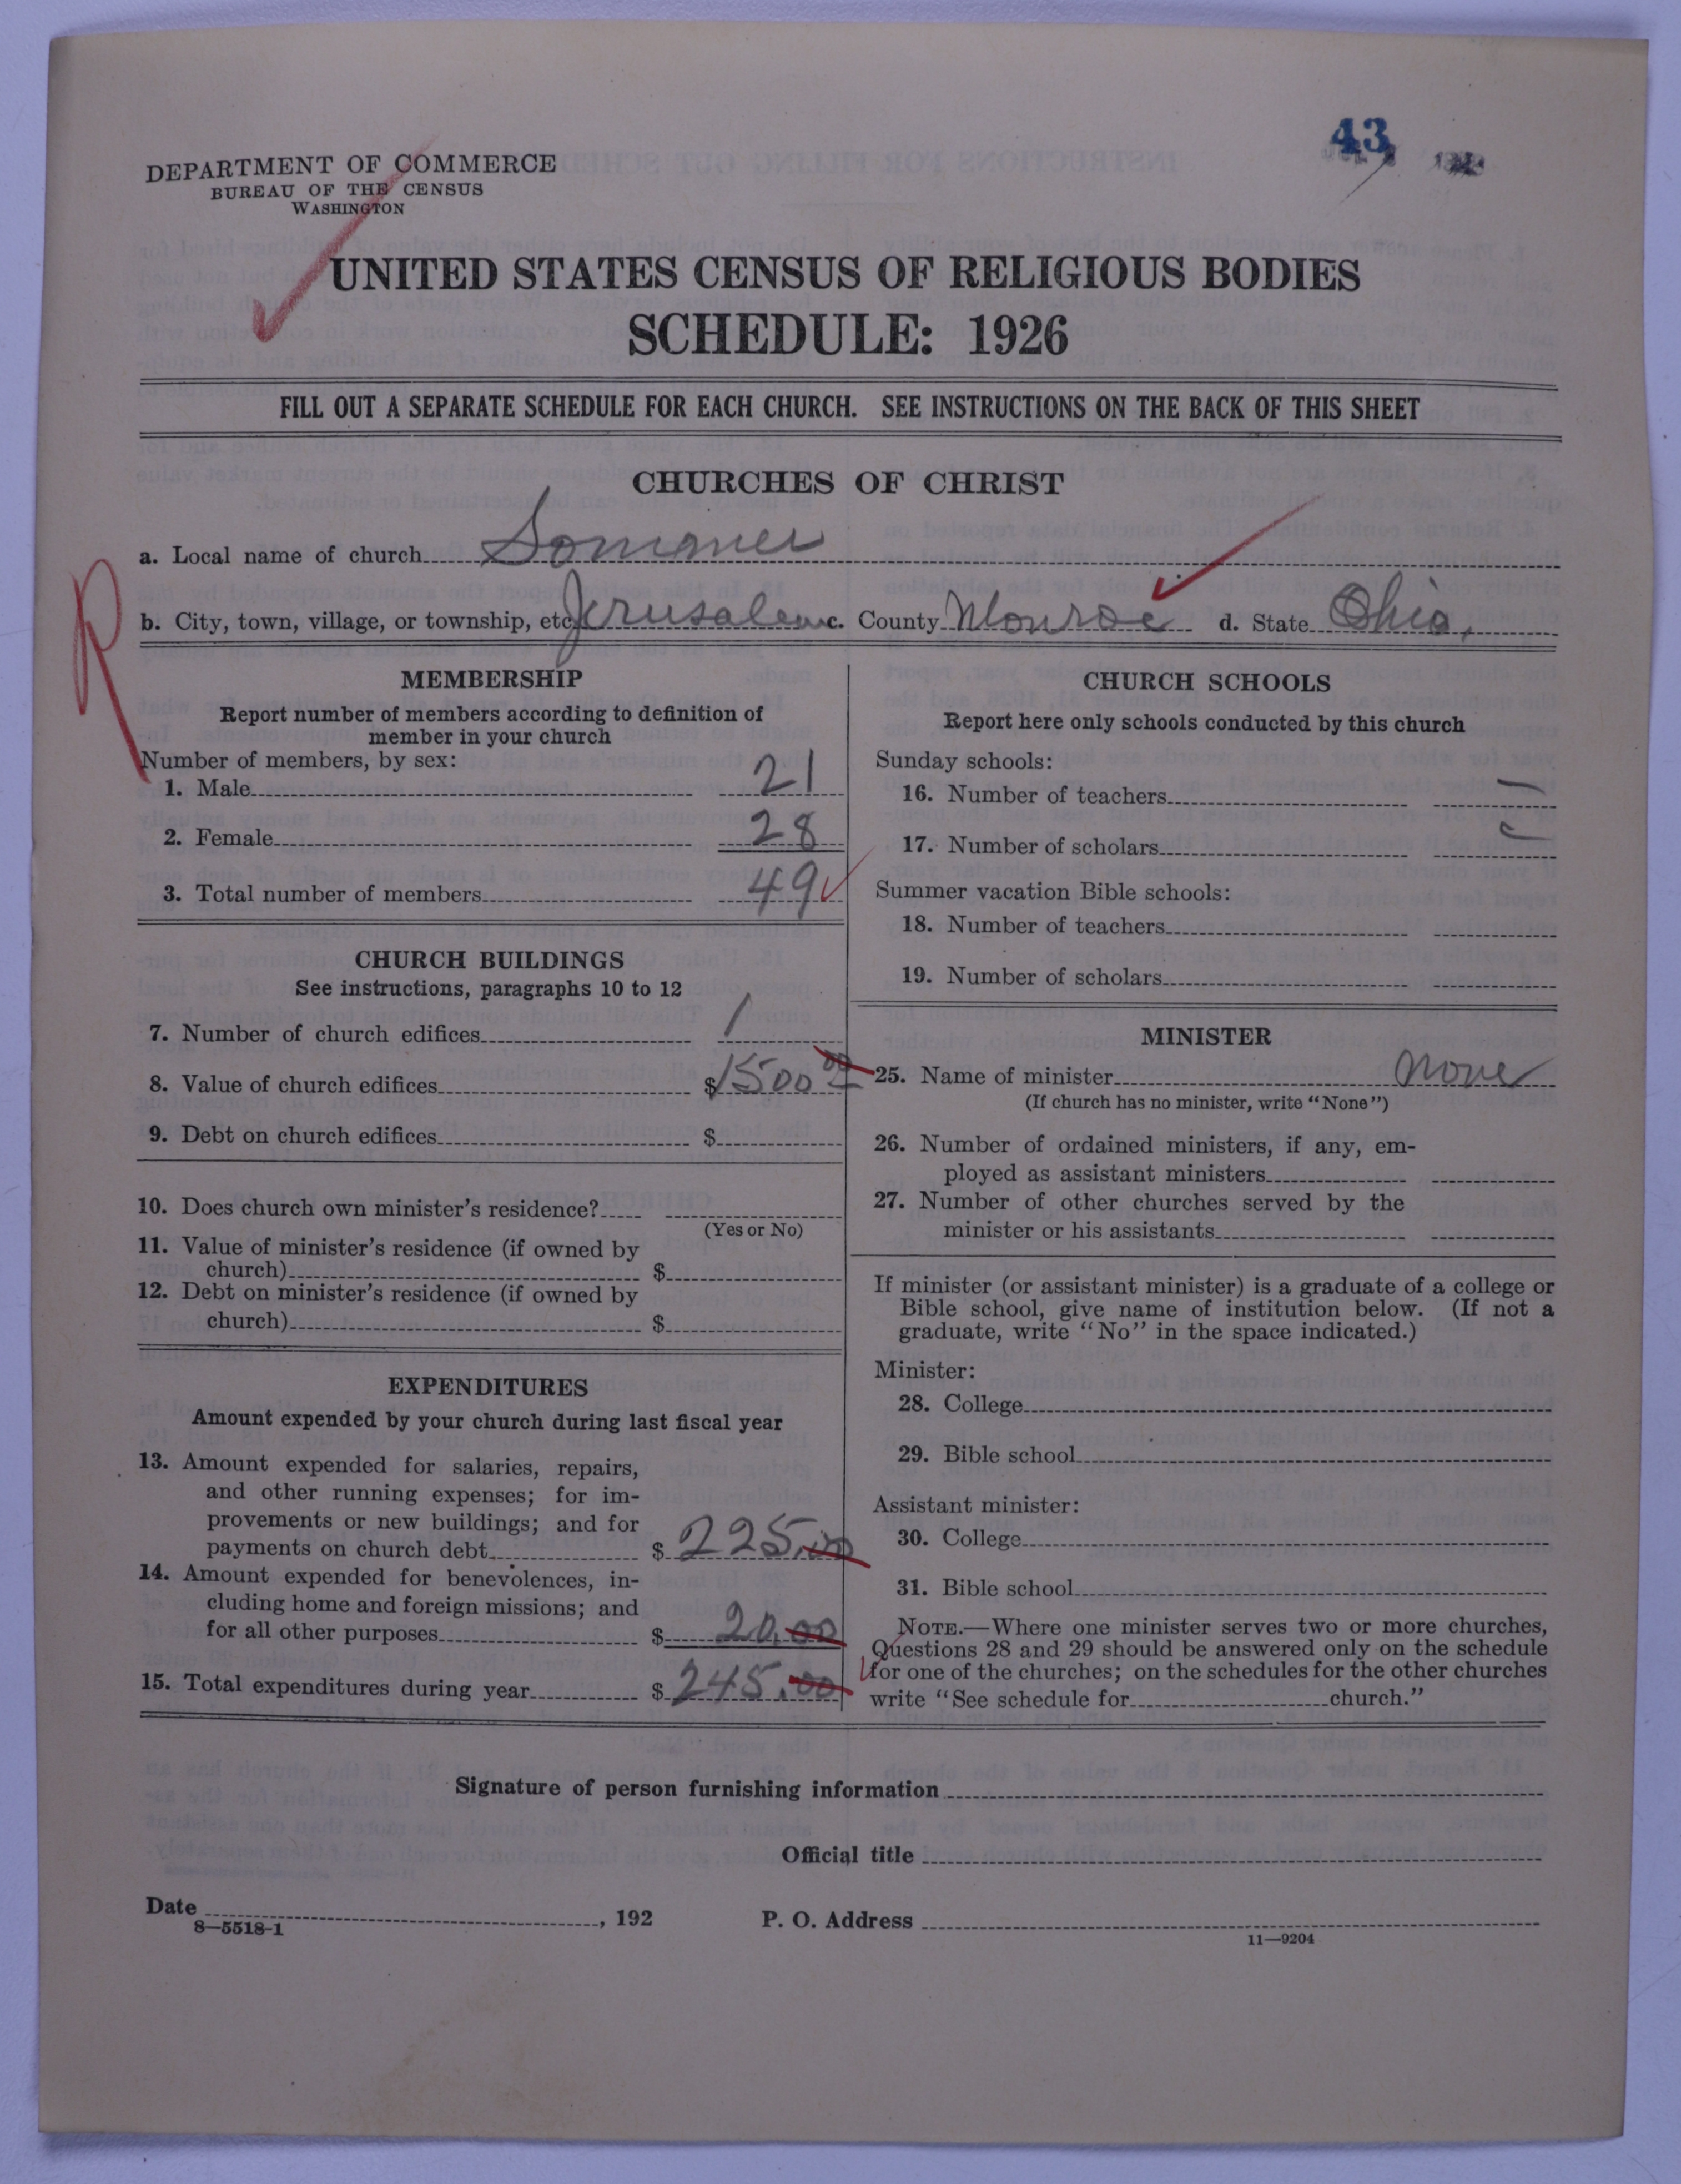 43
DEPARTMENT OF COMMERCE
BUREAU OF THE CENSUS
WASHINGTON
UNITED STATES CENSUS OF RELIGIOUS BODIES
SCHEDULE: 1926
FILL OUT A SEPARATE SCHEDULE FOR EACH CHURCH. SEE INSTRUCTIONS ON THE BACK OF THIS SHEET
CHURCHES OF CHRIST
a. Local name of church
R
b. City, town, village, or township, etc. Jerusalem c. County Monroe d. State Ohio.
MEMBERSHIP
Report number of members according to definition of
member in your church
Number of members, by sex:
1. Male 21
2. Female 28
3. Total number of members 49
CHURCH BUILDINGS
See instructions, paragraphs 10 to 12
7. Number of church edifices 1
8. Value of church edifices $1500 00
9. Debt on church edifices $
10. Does church own minister's residence?
(Yes or No)
11. Value of minister's residence (if owned by
church) $
12. Debt on minister's residence (if owned by
church) $
EXPENDITURES
Amount expended by your church during last fiscal year
13. Amount expended for salaries, repairs,
and other running expenses; for im-
provements or new buildings; and for
payments on church debt $ 225.00
14. Amount expended for benevolences, in-
cluding home and foreign missions; and
for all other purposes $ 20.00
15. Total expenditures during year $ 245.00
CHURCH SCHOOLS
Report here only schools conducted by this church
Sunday schools:
16. Number of teachers —
17. Number of scholars
Summer vacation Bible schools:
18. Number of teachers
19. Number of scholars
MINISTER
25. Name of minister None
(If church has no minister, write "None")
26. Number of ordained ministers, if any, em-
ployed as assistant ministers
27. Number of other churches served by the
minister or his assistants
If minister (or assistant minister) is a graduate of a college or
Bible school, give name of institution below. (If not a
graduate, write "No" in the space indicated.)
Minister:
28. College
29. Bible school
Assistant minister:
30. College
31. Bible school
NOTE.—Where one minister serves two or more churches,
Questions 28 and 29 should be answered only on the schedule
for one of the churches; on the schedules for the other churches
write "See schedule for church."
Signature of person furnishing information
Official title
Date , 192
P. O. Address
8—5518-1
11—9204